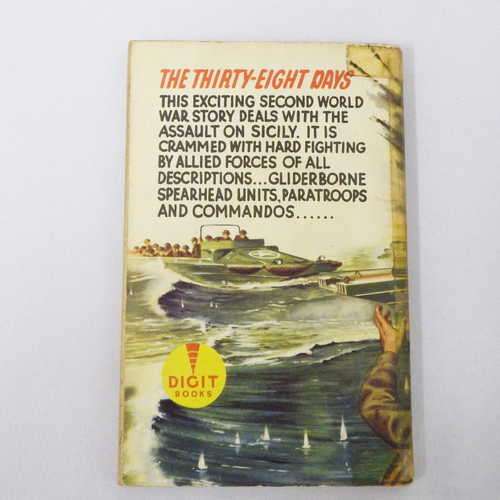 THE THIRTY-EIGHT DAYS
THIS EXCITING SECOND WORLD
WAR STORY DEALS WITH THE
ASSAULT ON SICILY. IT IS
CRAMMED WITH HARD FIGHTING
BY ALLIED FORCES OF ALL
DESCRIPTIONS... GLIDERBORNE
SPEARHEAD UNITS, PARATROOPS
AND COMMANDOS......
DIGIT
BOOKS